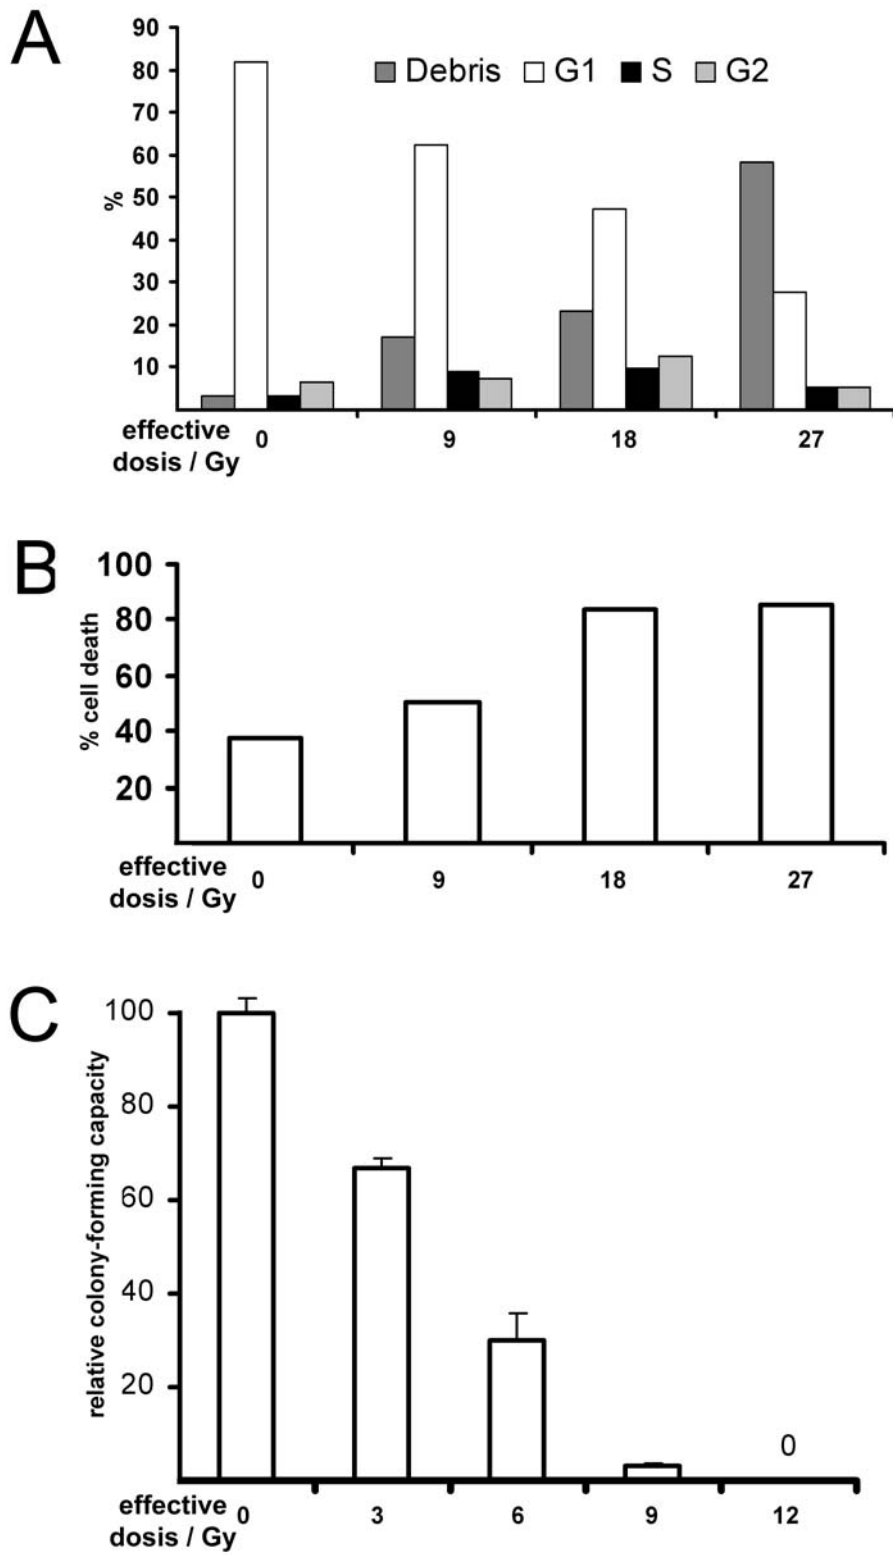 A
90
80
70
60
50
40
30
20
10
%
Debris G1 S G2
effective
dosis / Gy
0 9 18 27
B
100
80
60
40
20
% cell death
effective
dosis / Gy
0 9 18 27
C
100
80
60
40
20
relative colony-forming capacity
0
effective
dosis / Gy
0 3 6 9 12